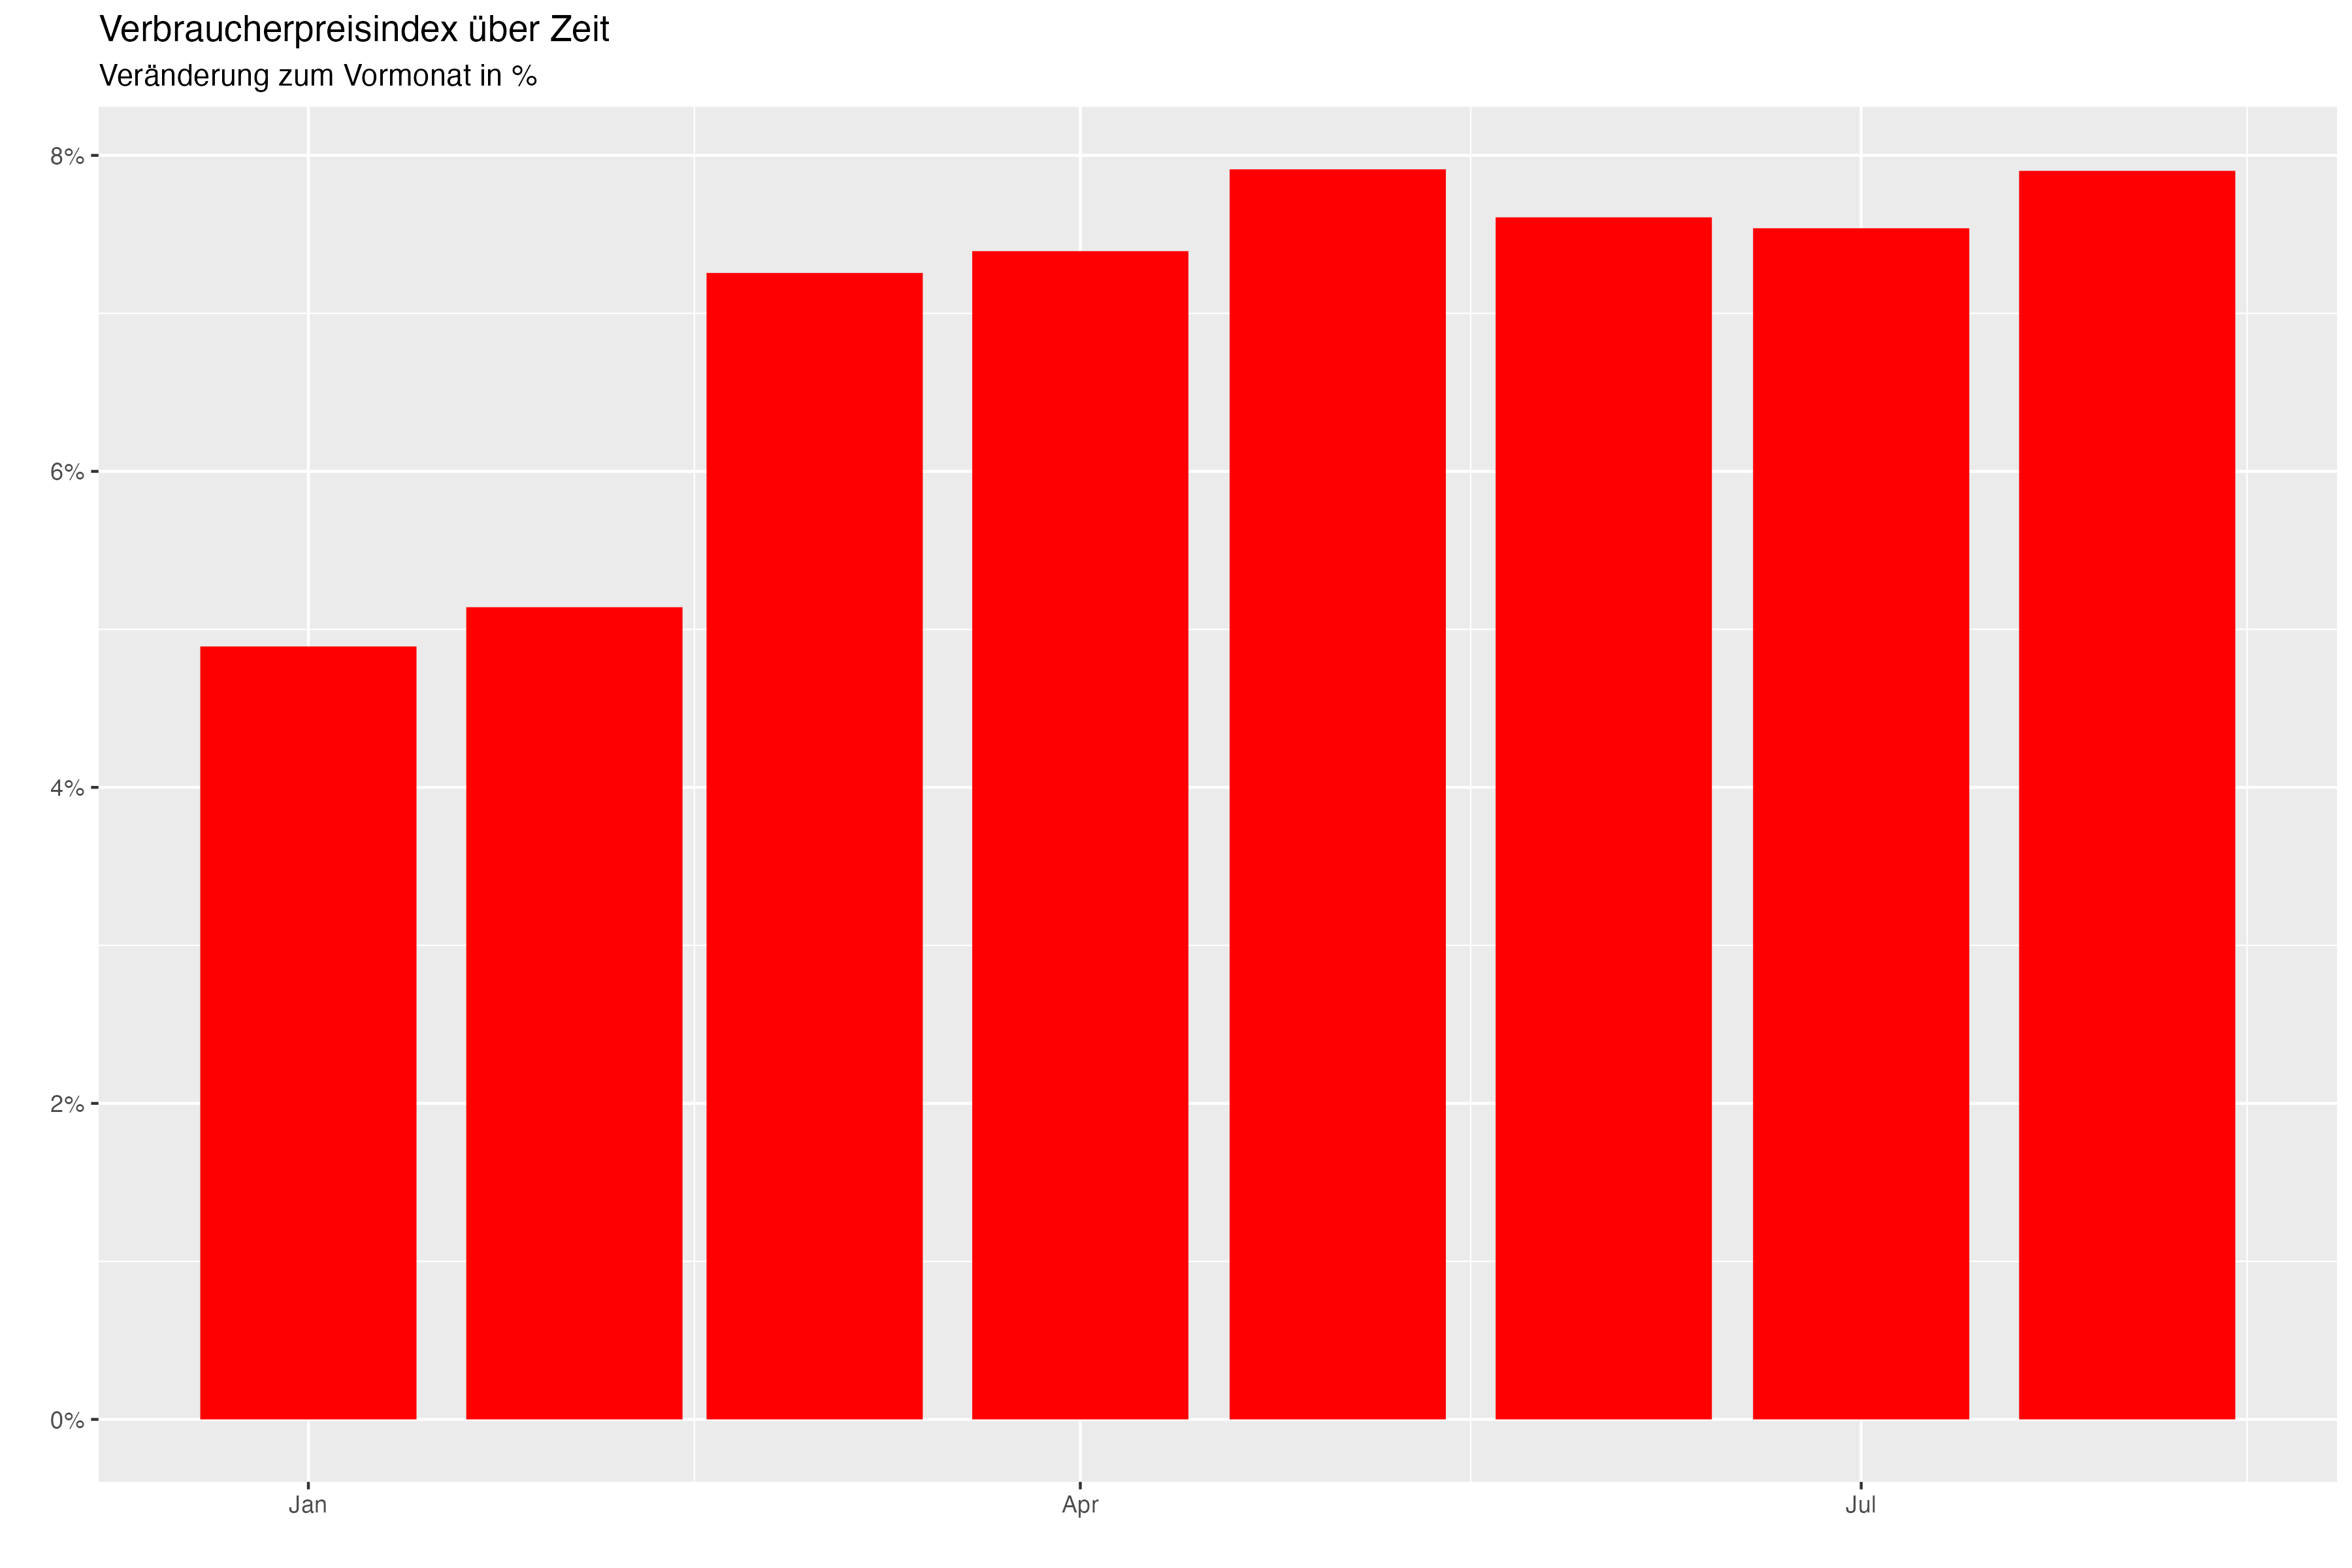 Verbraucherpreisindex über Zeit
Veränderung zum Vormonat in %
8%
6%
4%
2%
0%
Jan
Apr
Jul